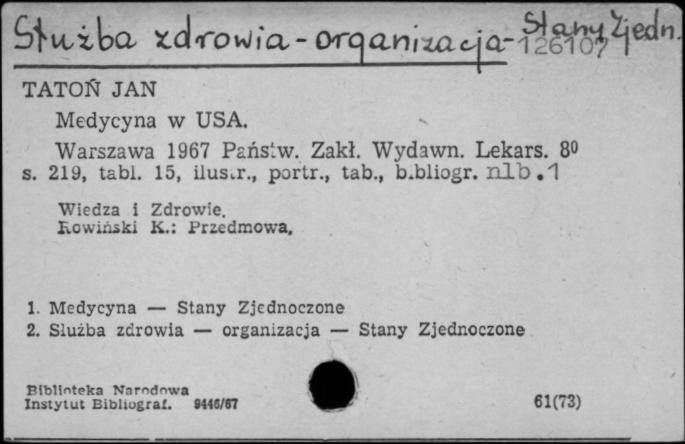 Służba zdrowia - organizacja - Stany Zjedn.
126107
TATOŃ JAN
Medycyna w USA.
Warszawa 1967 Państw. Zakł. Wydawn. Lekars. 8⁰
s. 219, tabl. 15, ilustr., portr., tab., bibliogr. nlb.1
Wiedza i Zdrowie.
Rowiński K.: Przedmowa.
1. Medycyna — Stany Zjednoczone
2. Służba zdrowia — organizacja — Stany Zjednoczone
Biblioteka Narodowa
Instytut Bibliograf. 9446/67
61(73)